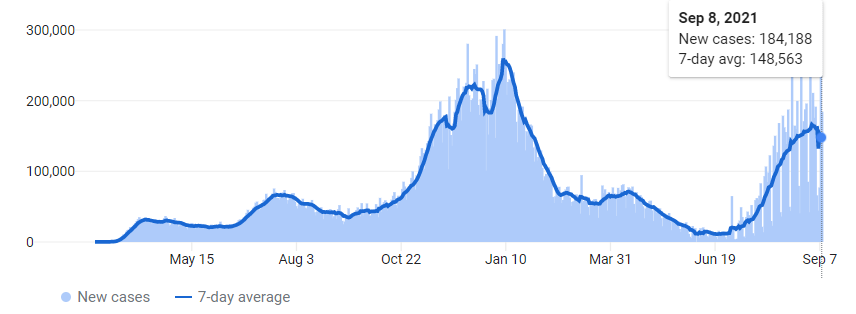 Sep 8, 2021
New cases: 184,188
7-day avg: 148,563
300,000
200,000
100,000
0
May 15
Aug 3
Oct 22
Jan 10
Mar 31
Jun 19
Sep 7
New cases
7-day average